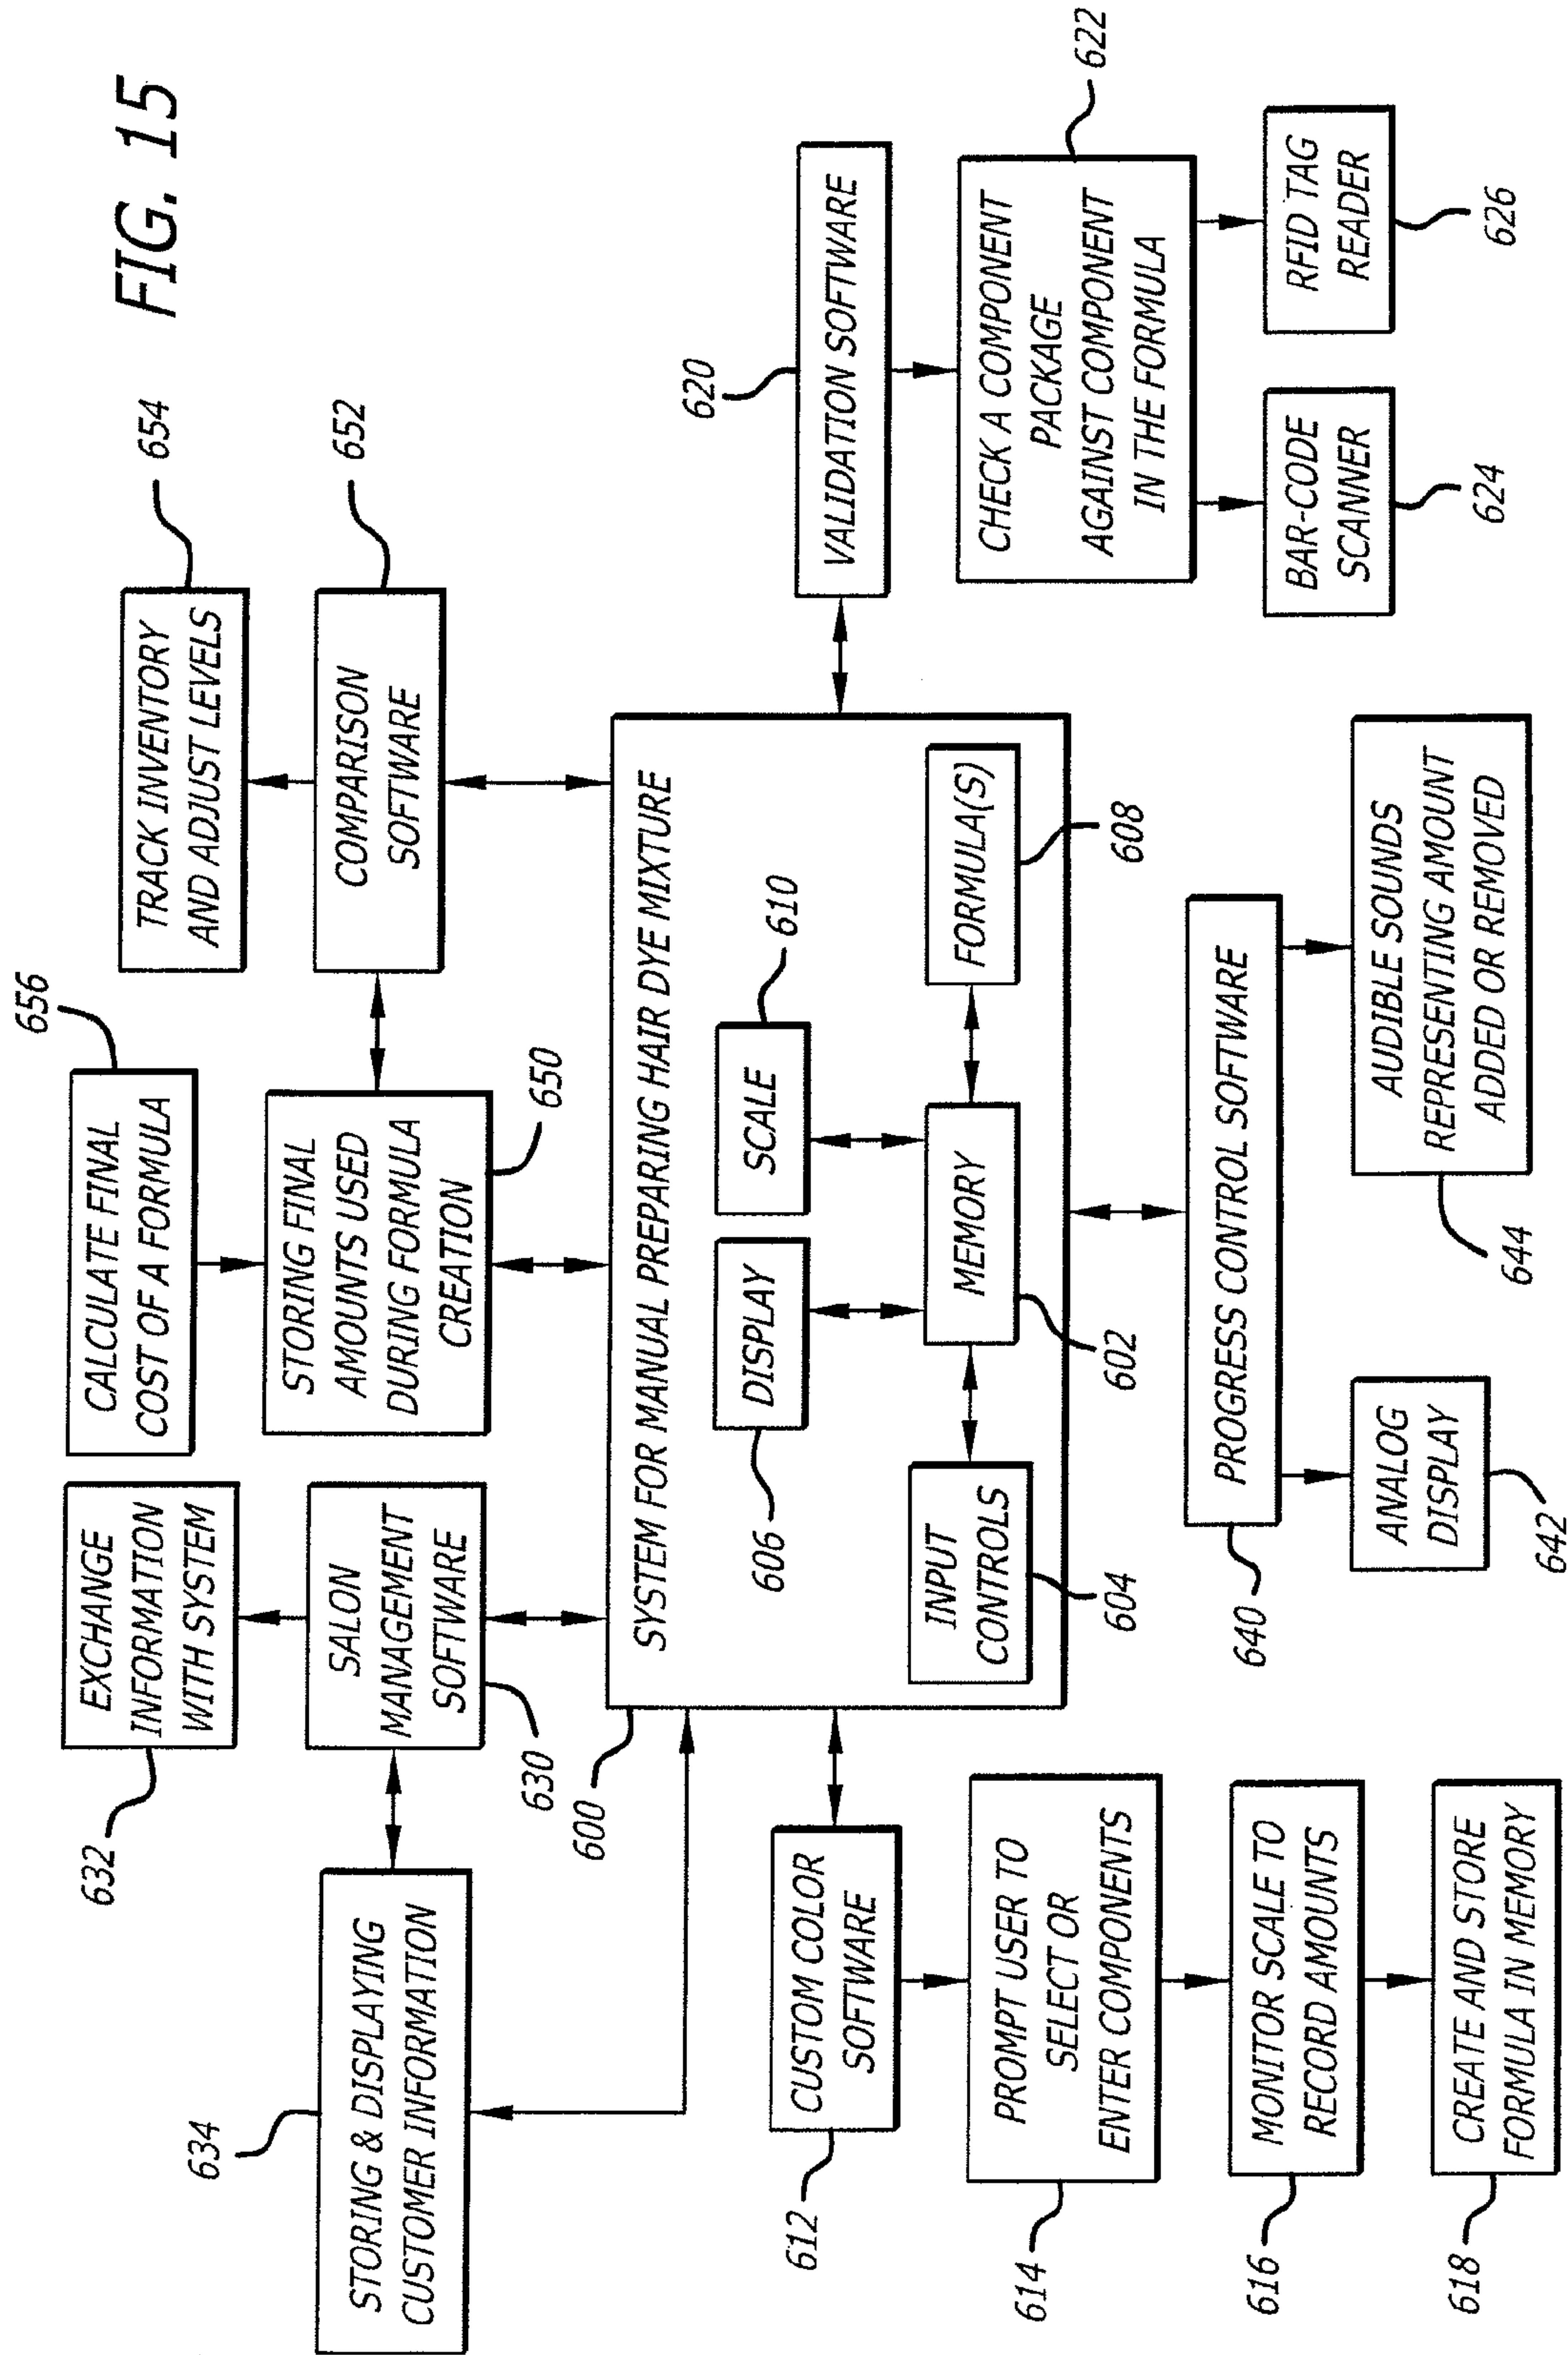 FIG. 15
632
EXCHANGE
INFORMATION
WITH SYSTEM
656
CALCULATE FINAL
COST OF A FORMULA
654
TRACK INVENTORY
AND ADJUST LEVELS
634
STORING & DISPLAYING
CUSTOMER INFORMATION
SALON
MANAGEMENT
SOFTWARE
630
STORING FINAL
AMOUNTS USED
DURING FORMULA
CREATION
650
COMPARISON
SOFTWARE
652
600
SYSTEM FOR MANUAL PREPARING HAIR DYE MIXTURE
606
DISPLAY
SCALE
610
INPUT
CONTROLS
604
MEMORY
602
FORMULA(S)
608
620
VALIDATION SOFTWARE
CHECK A COMPONENT
PACKAGE
AGAINST COMPONENT
IN THE FORMULA
622
BAR-CODE
SCANNER
624
RFID TAG
READER
626
612
CUSTOM COLOR
SOFTWARE
614
PROMPT USER TO
SELECT OR
ENTER COMPONENTS
616
MONITOR SCALE TO
RECORD AMOUNTS
618
CREATE AND STORE
FORMULA IN MEMORY
640
PROGRESS CONTROL SOFTWARE
ANALOG
DISPLAY
642
AUDIBLE SOUNDS
REPRESENTING AMOUNT
ADDED OR REMOVED
644